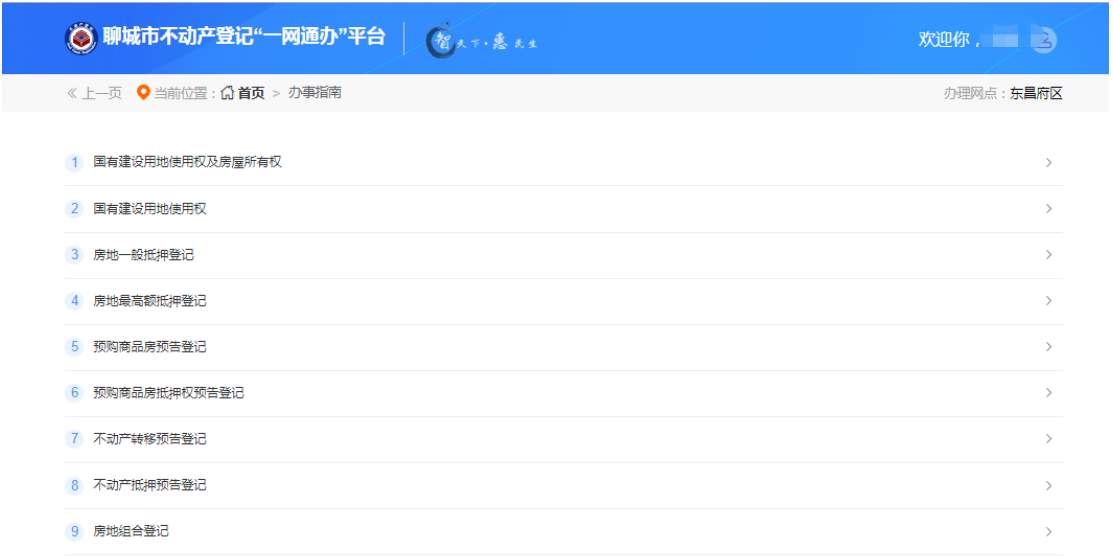 聊城市不动产登记“一网通办”平台
智天下·惠民生
欢迎你，
上一页 当前位置：首页 > 办事指南
办理网点：东昌府区
1 国有建设用地使用权及房屋所有权
2 国有建设用地使用权
3 房地一般抵押登记
4 房地最高额抵押登记
5 预购商品房预告登记
6 预购商品房抵押权预告登记
7 不动产转移预告登记
8 不动产抵押预告登记
9 房地组合登记